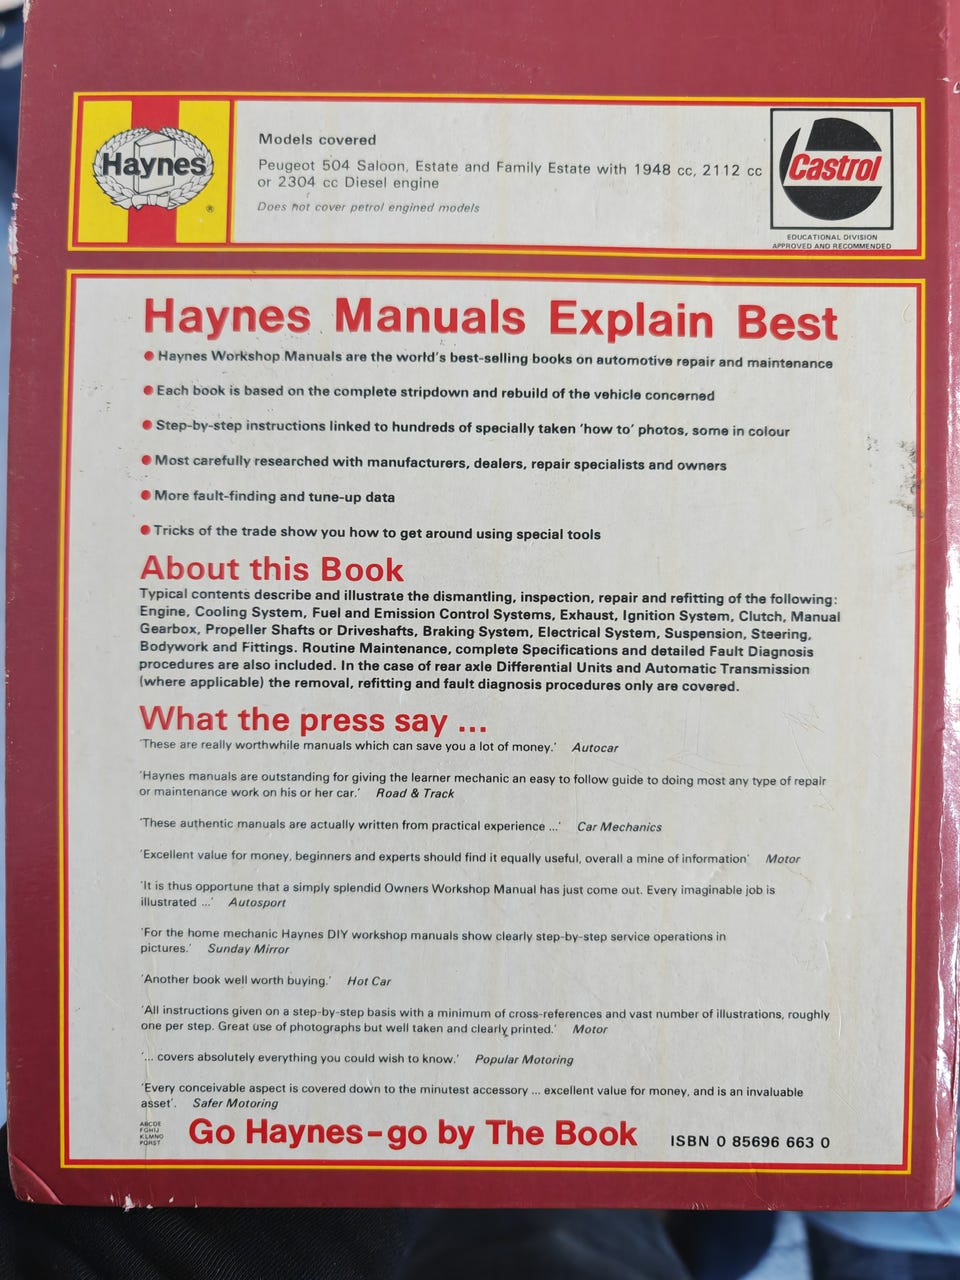 Haynes
®
Models covered
Peugeot 504 Saloon, Estate and Family Estate with 1948 cc, 2112 cc
or 2304 cc Diesel engine
Does not cover petrol engined models
Castrol
EDUCATIONAL DIVISION
APPROVED AND RECOMMENDED
Haynes Manuals Explain Best
● Haynes Workshop Manuals are the world's best-selling books on automotive repair and maintenance
● Each book is based on the complete stripdown and rebuild of the vehicle concerned
● Step-by-step instructions linked to hundreds of specially taken 'how to' photos, some in colour
● Most carefully researched with manufacturers, dealers, repair specialists and owners
● More fault-finding and tune-up data
● Tricks of the trade show you how to get around using special tools
About this Book
Typical contents describe and illustrate the dismantling, inspection, repair and refitting of the following:
Engine, Cooling System, Fuel and Emission Control Systems, Exhaust, Ignition System, Clutch, Manual
Gearbox, Propeller Shafts or Driveshafts, Braking System, Electrical System, Suspension, Steering,
Bodywork and Fittings. Routine Maintenance, complete Specifications and detailed Fault Diagnosis
procedures are also included. In the case of rear axle Differential Units and Automatic Transmission
(where applicable) the removal, refitting and fault diagnosis procedures only are covered.
What the press say ...
'These are really worthwhile manuals which can save you a lot of money.' Autocar
'Haynes manuals are outstanding for giving the learner mechanic an easy to follow guide to doing most any type of repair
or maintenance work on his or her car.' Road & Track
'These authentic manuals are actually written from practical experience ...' Car Mechanics
'Excellent value for money, beginners and experts should find it equally useful, overall a mine of information' Motor
'It is thus opportune that a simply splendid Owners Workshop Manual has just come out. Every imaginable job is
illustrated ...' Autosport
'For the home mechanic Haynes DIY workshop manuals show clearly step-by-step service operations in
pictures.' Sunday Mirror
'Another book well worth buying.' Hot Car
'All instructions given on a step-by-step basis with a minimum of cross-references and vast number of illustrations, roughly
one per step. Great use of photographs but well taken and clearly printed.' Motor
'... covers absolutely everything you could wish to know.' Popular Motoring
'Every conceivable aspect is covered down to the minutest accessory ... excellent value for money, and is an invaluable
asset'. Safer Motoring
ABCDE
FGHIJ
KLMNO
PQRST
Go Haynes-go by The Book
ISBN 0 85696 663 0